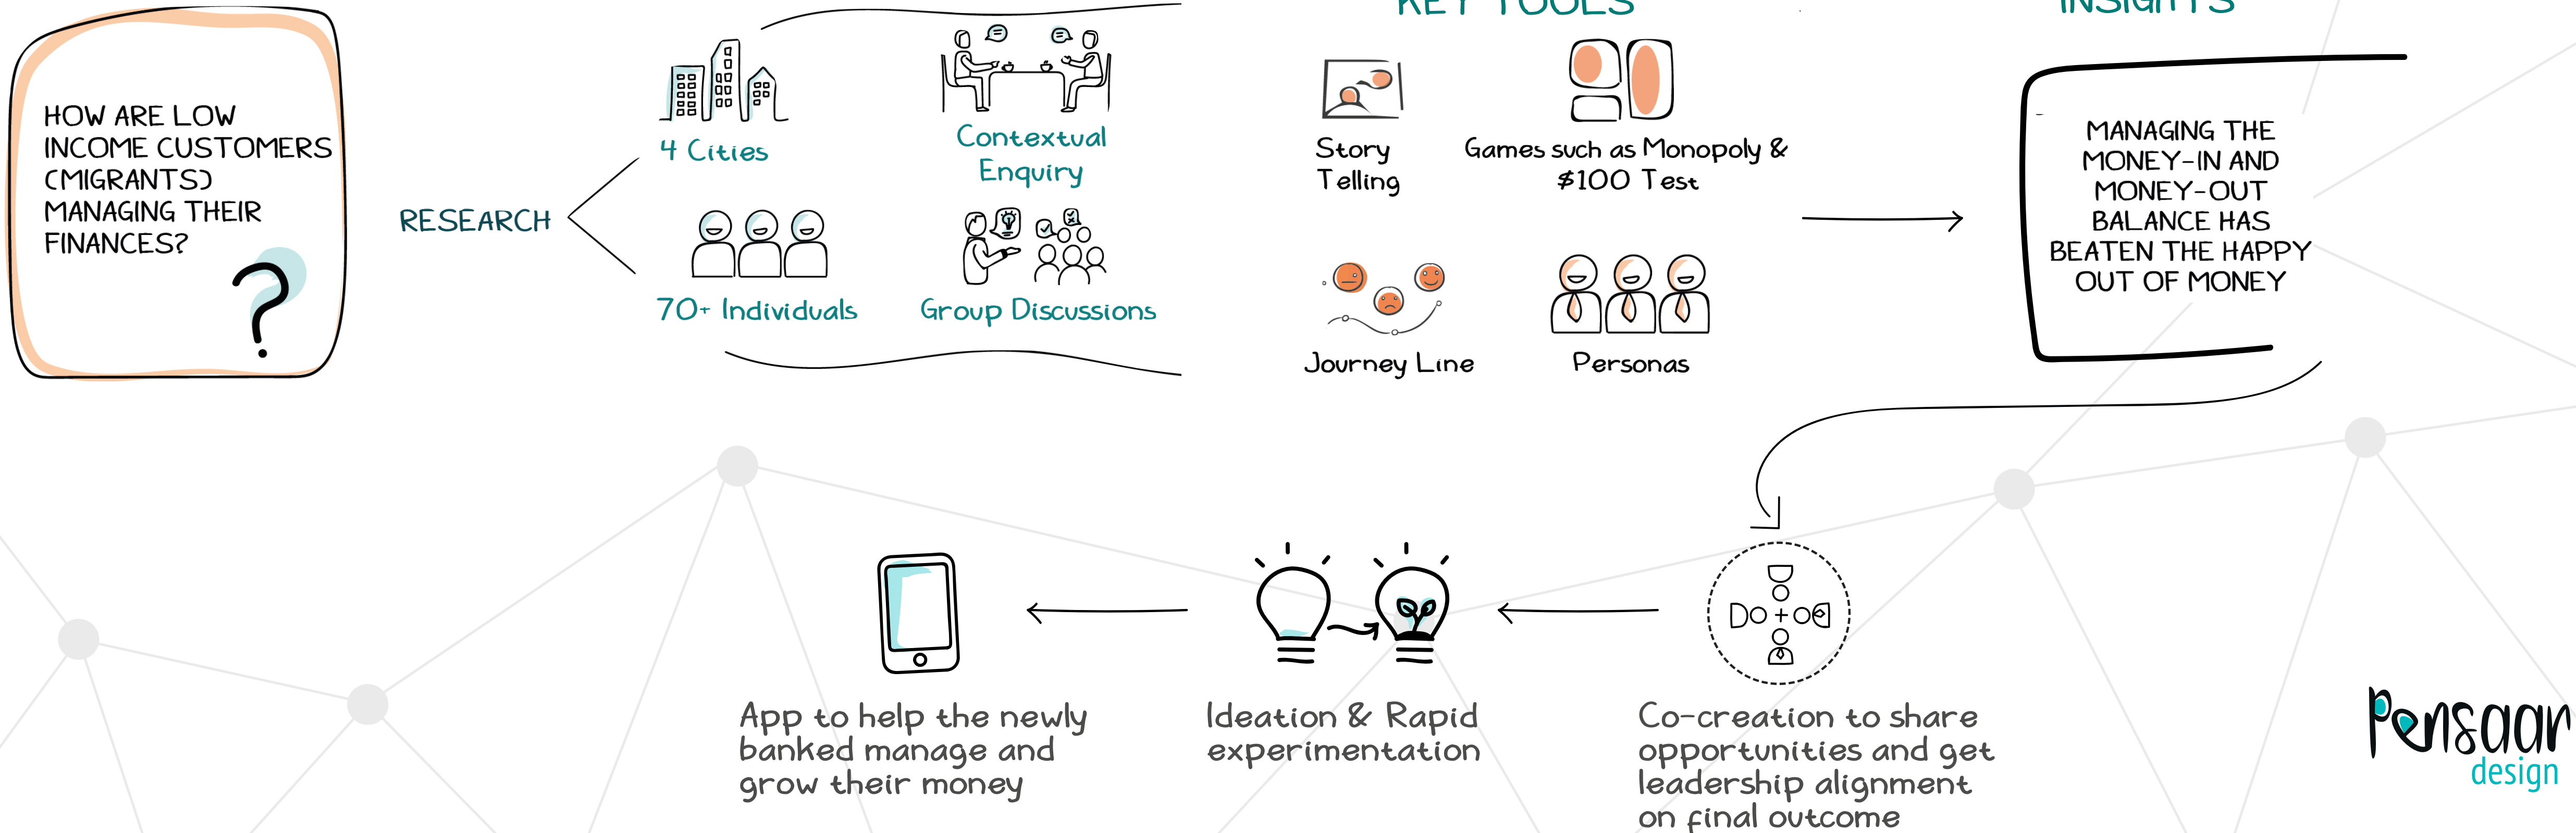 HOW ARE LOW
INCOME CUSTOMERS
(MIGRANTS)
MANAGING THEIR
FINANCES?
?
RESEARCH
4 Cities
Contextual
Enquiry
70+ Individuals
Group Discussions
KEY TOOLS
Story
Telling
Games such as Monopoly &
$100 Test
Journey Line
Personas
INSIGHTS
MANAGING THE
MONEY-IN AND
MONEY-OUT
BALANCE HAS
BEATEN THE HAPPY
OUT OF MONEY
Co-creation to share
opportunities and get
leadership alignment
on final outcome
Ideation & Rapid
experimentation
App to help the newly
banked manage and
grow their money
Pensaar
design